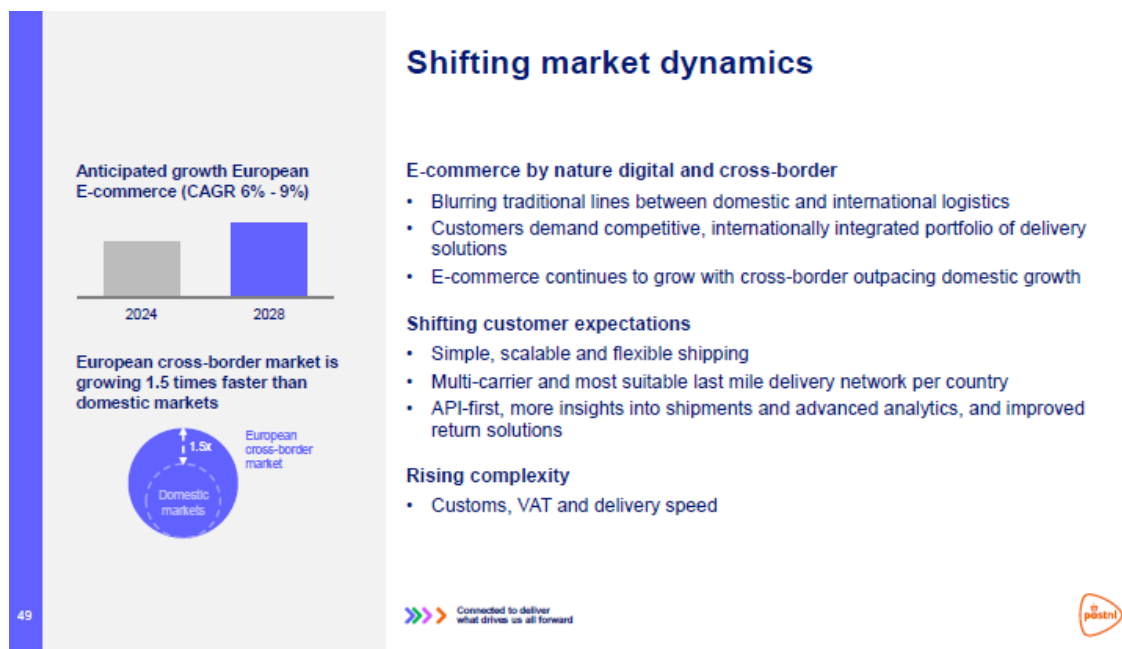 Shifting market dynamics
Anticipated growth European
E-commerce (CAGR 6% - 9%)
2024
2028
European cross-border market is
growing 1.5 times faster than
domestic markets
1.5x
European
cross-border
market
Domestic
markets
E-commerce by nature digital and cross-border
• Blurring traditional lines between domestic and international logistics
• Customers demand competitive, internationally integrated portfolio of delivery
solutions
• E-commerce continues to grow with cross-border outpacing domestic growth
Shifting customer expectations
• Simple, scalable and flexible shipping
• Multi-carrier and most suitable last mile delivery network per country
• API-first, more insights into shipments and advanced analytics, and improved
return solutions
Rising complexity
• Customs, VAT and delivery speed
49
Connected to deliver
what drives us all forward
postnl